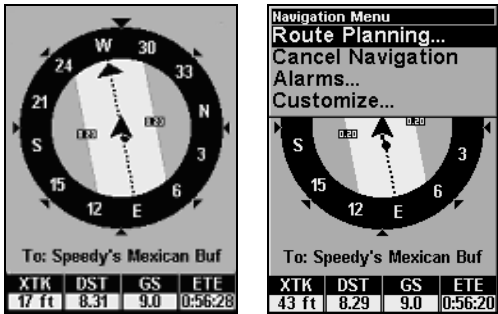 W
30
24
33
21
N
0.20
0.20
S
3
15
6
12
E
To: Speedy's Mexican Buf
XTK DST GS ETE
17 ft 8.31 9.0 0:56:28
Navigation Menu
Route Planning...
Cancel Navigation
Alarms...
Customize...
0.20
0.20
S
3
15
6
12
E
To: Speedy's Mexican Buf
XTK DST GS ETE
43 ft 8.29 9.0 0:56:20